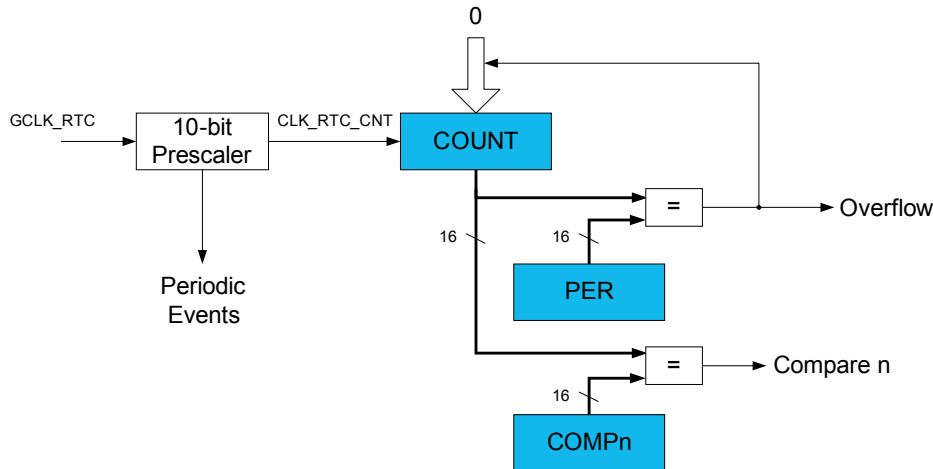 0
GCLK_RTC
10-bit
Prescaler
CLK_RTC_CNT
COUNT
=
Overflow
16
16
Periodic
Events
PER
=
Compare n
16
COMPn